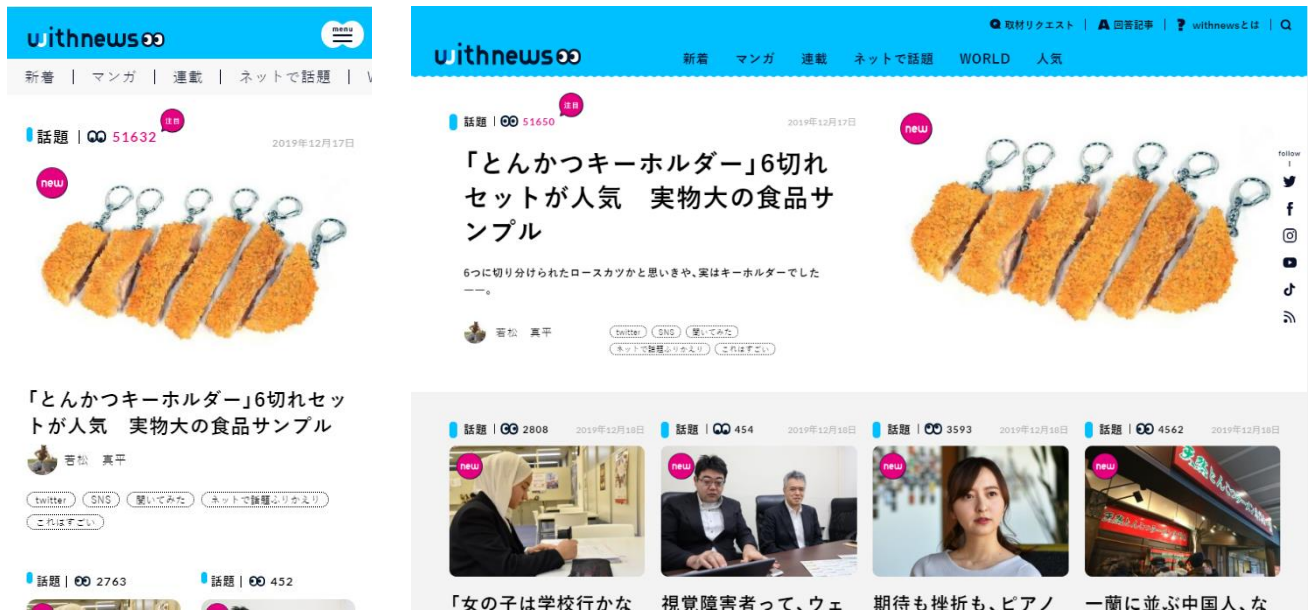 withnews
menu
新着 | マンガ | 連載 | ネットで話題 |
注目
話題 | 51632
2019年12月17日
new
「とんかつキーホルダー」6切れセッ
トが人気　実物大の食品サンプル
若松 真平
twitter SNS 聞いてみた ネットで話題ふりかえり
これはすごい
話題 | 2763
話題 | 452
Q 取材リクエスト | A 回答記事 | ? withnewsとは |
withnews
新着 マンガ 連載 ネットで話題 WORLD 人気
注目
話題 | 51650
2019年12月17日
new
「とんかつキーホルダー」6切れ
セットが人気　実物大の食品サ
ンプル
6つに切り分けられたロースカツかと思いきや、実はキーホルダーでした
――。
若松 真平
twitter SNS 聞いてみた
ネットで話題ふりかえり これはすごい
follow
話題 | 2808 2019年12月18日
話題 | 454 2019年12月18日
話題 | 3593 2019年12月18日
話題 | 4562 2019年12月18日
new
new
new
new
「女の子は学校行かな
視覚障害者って、ウェ
期待も挫折も、ピアノ
一蘭に並ぶ中国人、な